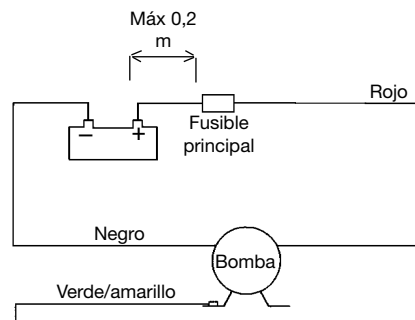 Máx 0,2
m
Rojo
− +
Fusible
principal
Negro
Bomba
Verde/amarillo